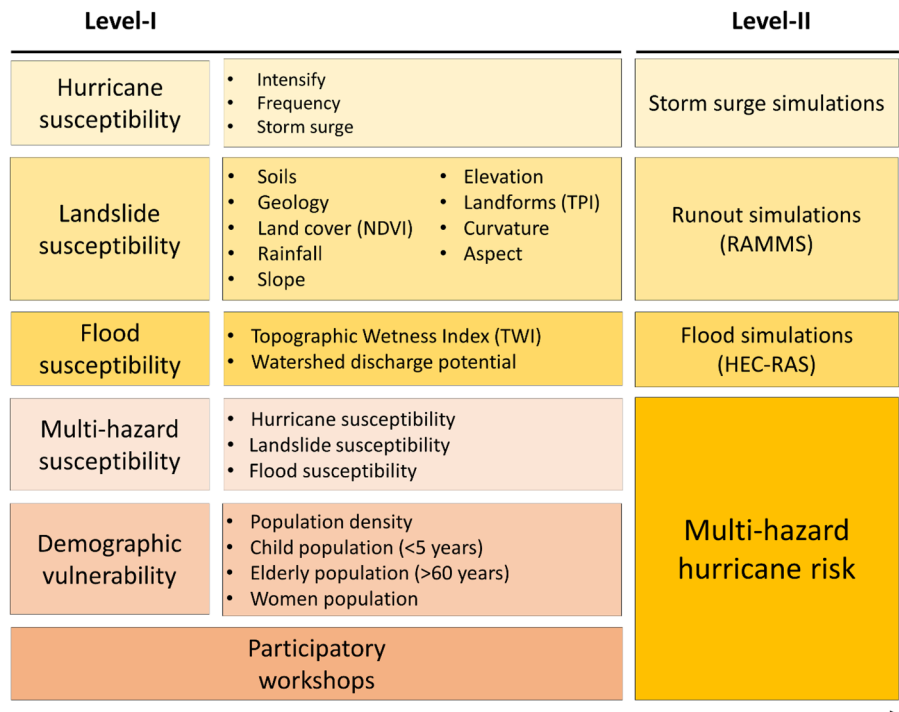 Level-I
Level-II
Hurricane
susceptibility
• Intensify
• Frequency
• Storm surge
Storm surge simulations
Landslide
susceptibility
• Soils
• Geology
• Land cover (NDVI)
• Rainfall
• Slope
• Elevation
• Landforms (TPI)
• Curvature
• Aspect
Runout simulations
(RAMMS)
Flood
susceptibility
• Topographic Wetness Index (TWI)
• Watershed discharge potential
Flood simulations
(HEC-RAS)
Multi-hazard
susceptibility
• Hurricane susceptibility
• Landslide susceptibility
• Flood susceptibility
Demographic
vulnerability
• Population density
• Child population (<5 years)
• Elderly population (>60 years)
• Women population
Multi-hazard
hurricane risk
Participatory
workshops